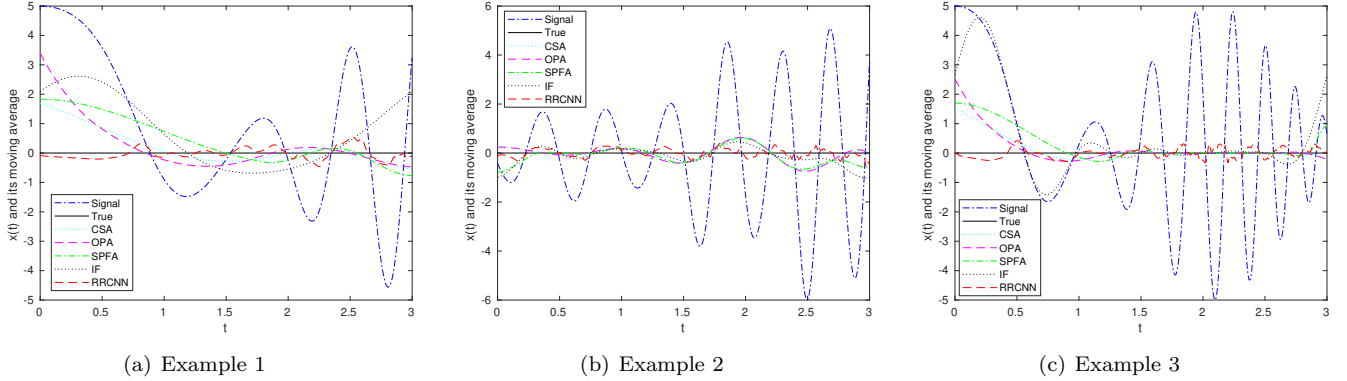 x(t) and its moving average
5
4
3
2
1
0
-1
-2
-3
-4
-5
Signal
True
CSA
OPA
SPFA
IF
RRCNN
0 0.5 1 1.5 2 2.5 3
t
(a) Example 1
x(t) and its moving average
6
4
2
0
-2
-4
-6
Signal
True
CSA
OPA
SPFA
IF
RRCNN
0 0.5 1 1.5 2 2.5 3
t
(b) Example 2
x(t) and its moving average
5
4
3
2
1
0
-1
-2
-3
-4
-5
Signal
True
CSA
OPA
SPFA
IF
RRCNN
0 0.5 1 1.5 2 2.5 3
t
(c) Example 3